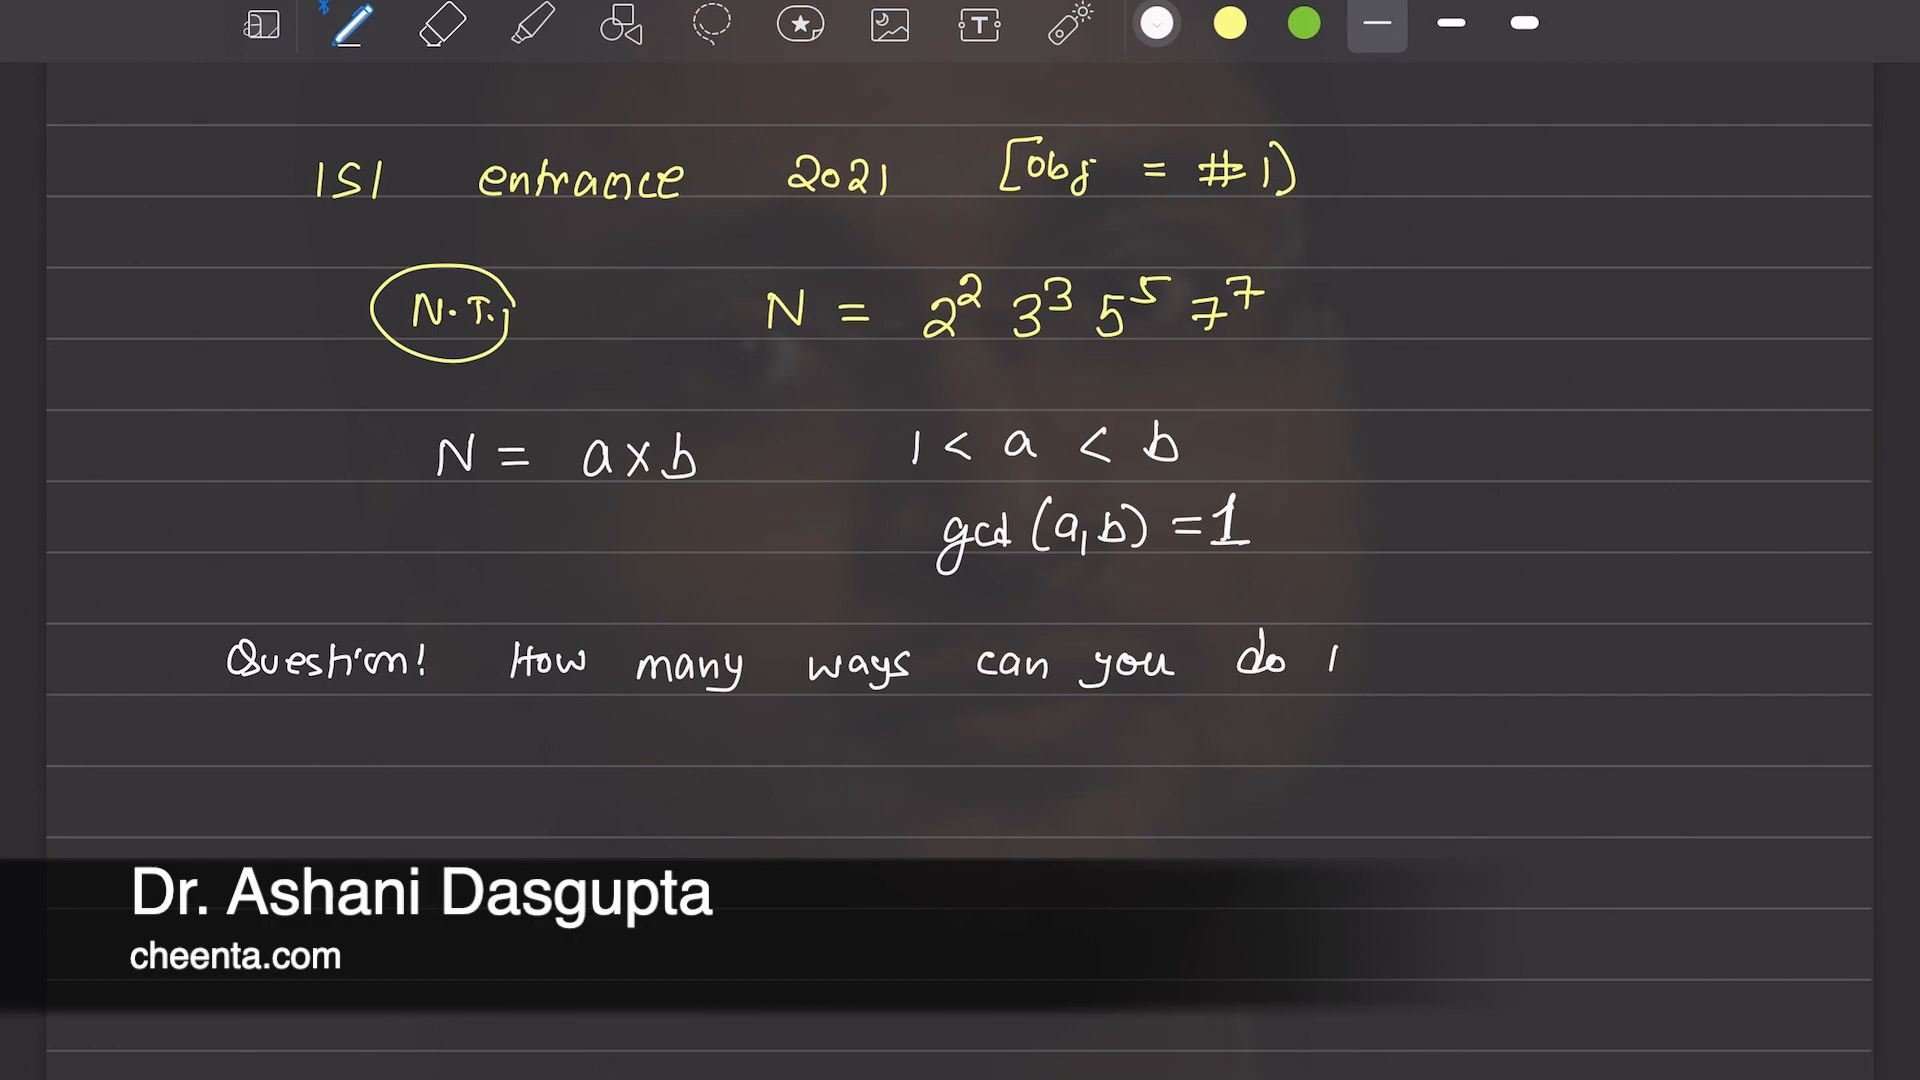 ISI entrance 2021 [obj = #1)
N.T. N = 2² 3³ 5⁵ 7⁷
N = a x b 1 < a < b
gcd (a, b) = 1
Question! How many ways can you do
Dr. Ashani Dasgupta
cheenta.com